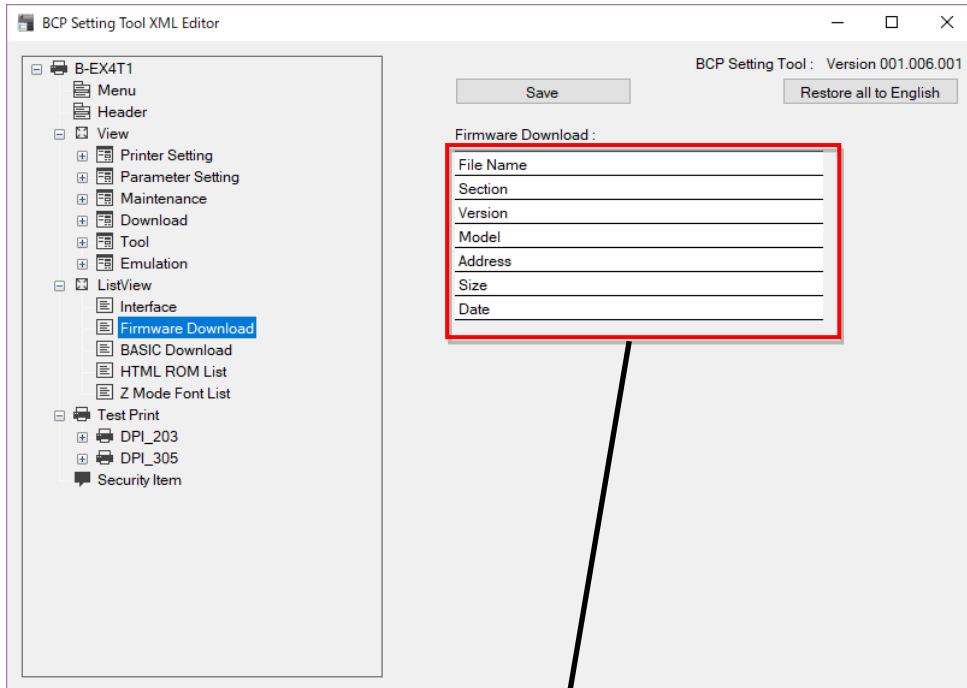 BCP Setting Tool XML Editor
BCP Setting Tool : Version 001.006.001
Save
Restore all to English
B-EX4T1
Menu
Header
View
Printer Setting
Parameter Setting
Maintenance
Download
Tool
Emulation
ListView
Interface
Firmware Download
BASIC Download
HTML ROM List
Z Mode Font List
Test Print
DPI_203
DPI_305
Security Item
Firmware Download :
File Name
Section
Version
Model
Address
Size
Date